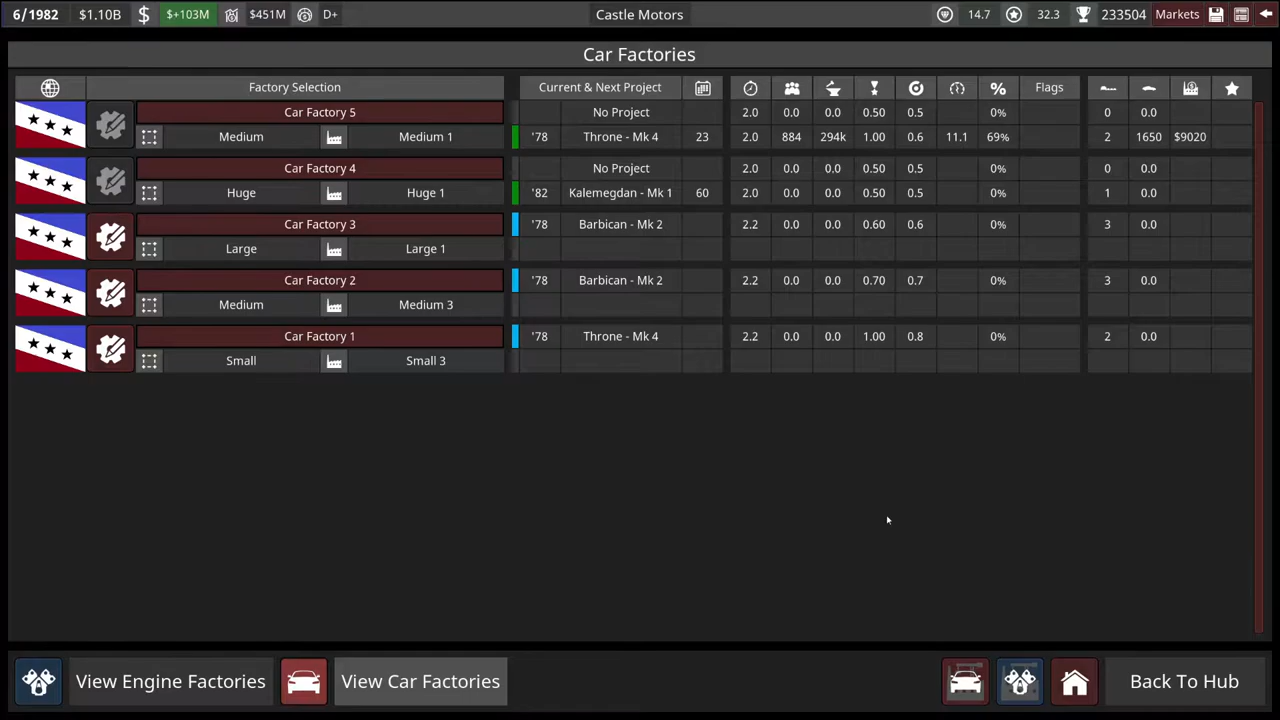 6/1982 $1.10B $+103M $451M D+ Castle Motors 14.7 32.3 233504 Markets
Car Factories
Factory Selection Current & Next Project % Flags
Car Factory 5 No Project 2.0 0.0 0.0 0.50 0.5 0% 0 0.0
Medium Medium 1 '78 Throne - Mk 4 23 2.0 884 294k 1.00 0.6 11.1 69% 2 1650 $9020
Car Factory 4 No Project 2.0 0.0 0.0 0.50 0.5 0% 0 0.0
Huge Huge 1 '82 Kalemegdan - Mk 1 60 2.0 0.0 0.0 0.50 0.5 0% 1 0.0
Car Factory 3 '78 Barbican - Mk 2 2.2 0.0 0.0 0.60 0.6 0% 3 0.0
Large Large 1
Car Factory 2 '78 Barbican - Mk 2 2.2 0.0 0.0 0.70 0.7 0% 3 0.0
Medium Medium 3
Car Factory 1 '78 Throne - Mk 4 2.2 0.0 0.0 1.00 0.8 0% 2 0.0
Small Small 3
View Engine Factories View Car Factories Back To Hub